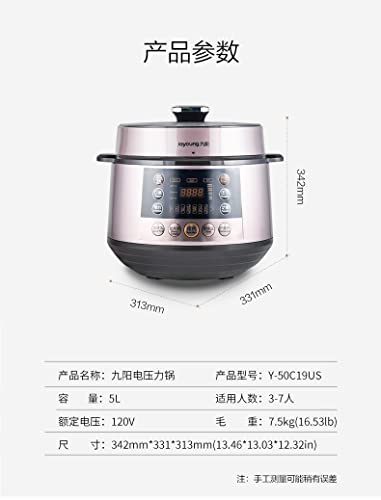 产品参数
Joyoung九阳
8888
342mm
313mm
331mm
产品名称：九阳电压力锅
产品型号：Y-50C19US
容量：5L
适用人数：3-7人
额定电压：120V
毛重：7.5kg(16.53lb)
尺寸：342mm*331*313mm(13.46*13.03*12.32in)
注：手工测量可能稍有误差